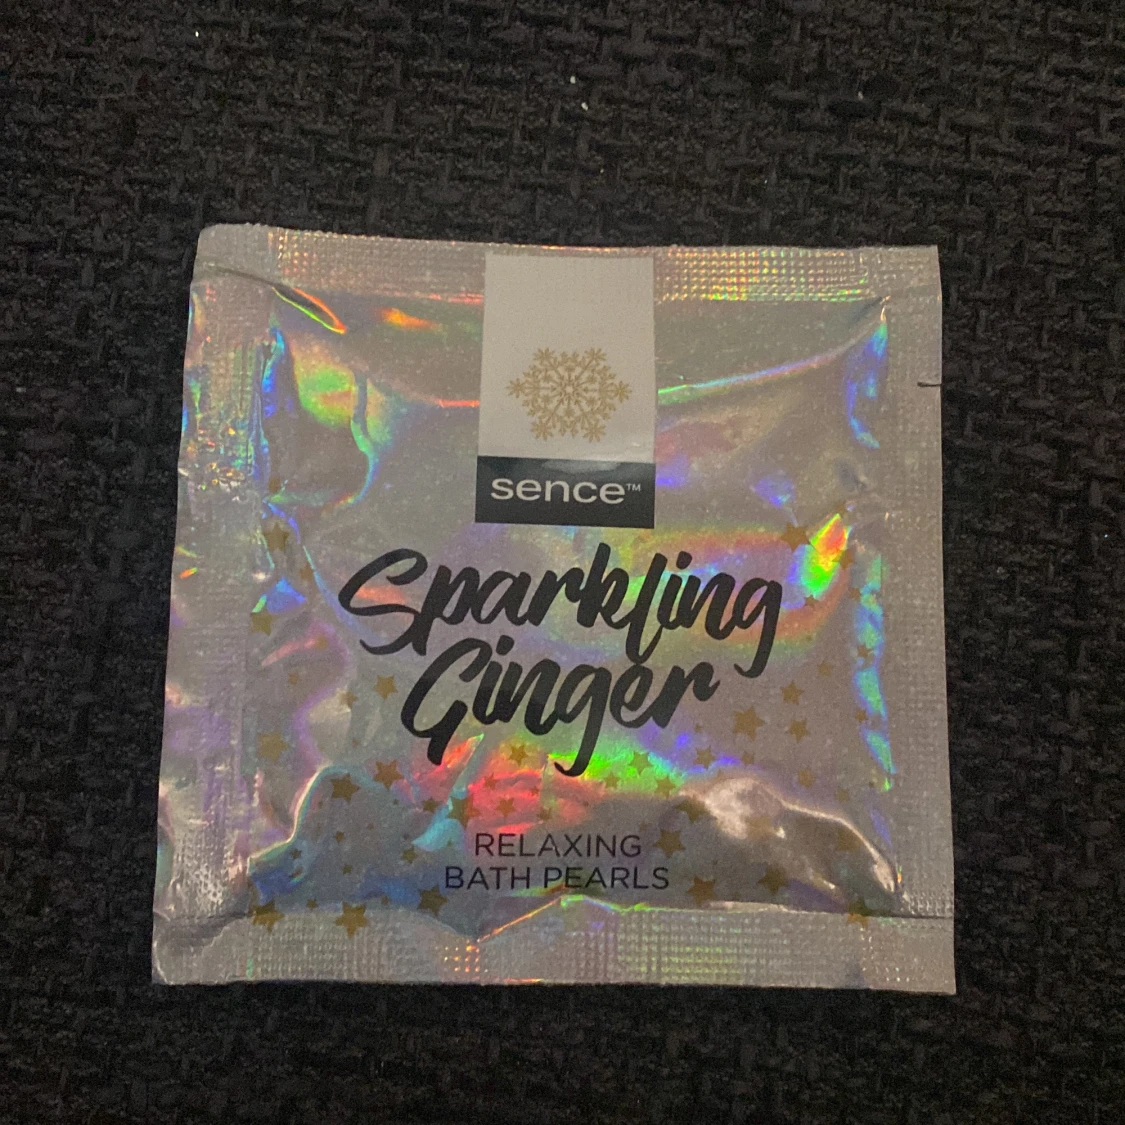 sence™
Sparkling
Ginger
RELAXING
BATH PEARLS